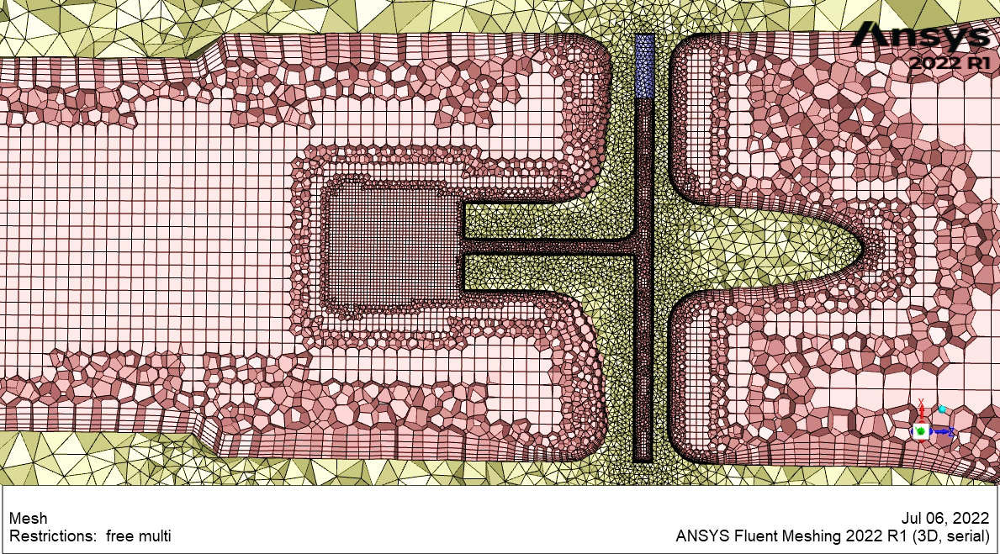 Ansys
2022 R1
X
Z
Mesh
Jul 06, 2022
Restrictions: free multi
ANSYS Fluent Meshing 2022 R1 (3D, serial)